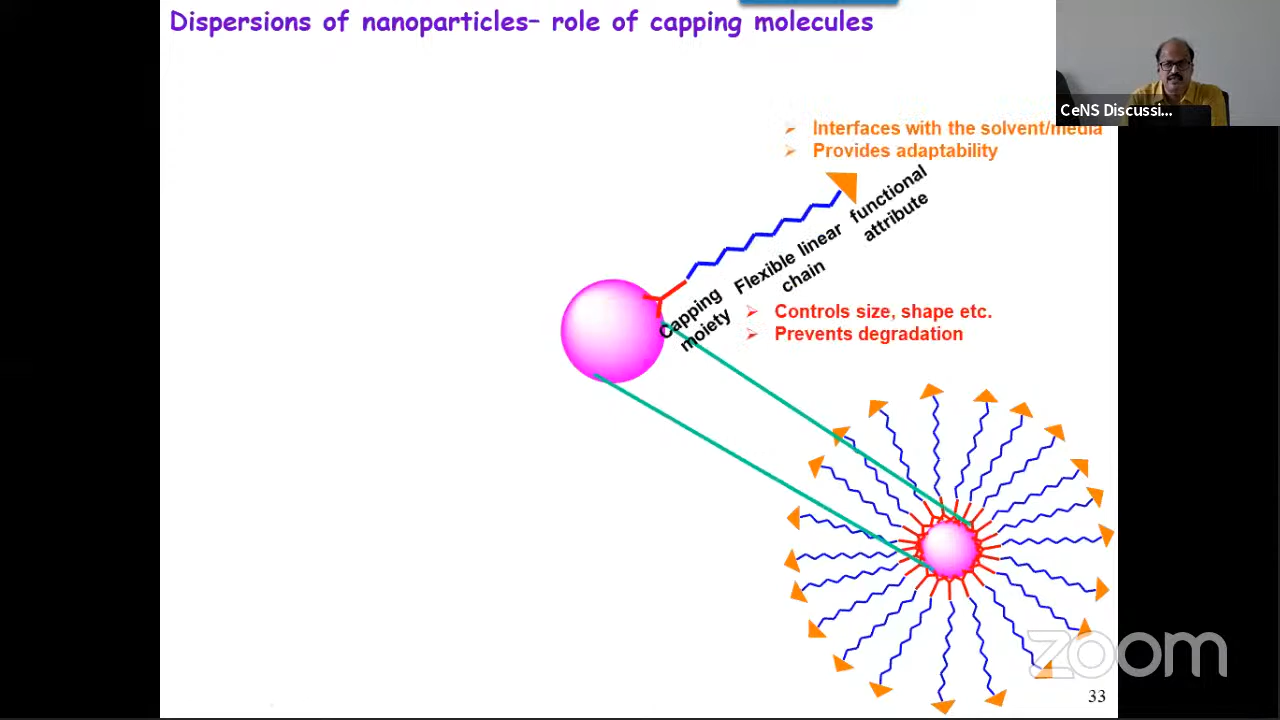 Dispersions of nanoparticles– role of capping molecules
CeNS Discussi...
Interfaces with the solvent/media
Provides adaptability
functional
attribute
Flexible linear
chain
Capping
moiety
Controls size, shape etc.
Prevents degradation
zoom
33